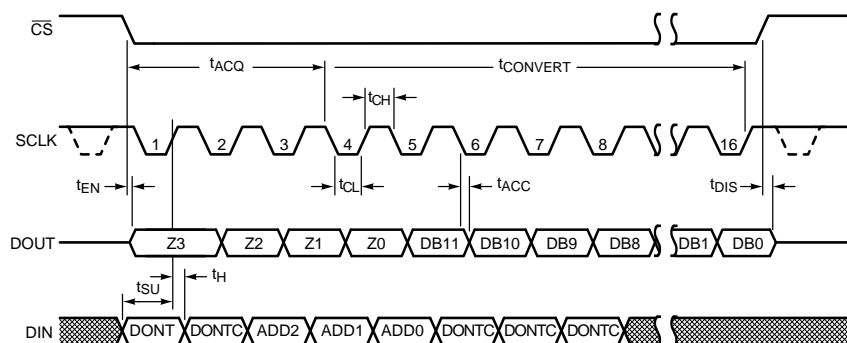 CS
tACQ
tCONVERT
tCH
SCLK
1 2 3 4 5 6 7 8 16
tEN
tCL
tACC
tDIS
DOUT
Z3 Z2 Z1 Z0 DB11 DB10 DB9 DB8 DB1 DB0
tSU
tH
DIN
DONT DONTC ADD2 ADD1 ADD0 DONTC DONTC DONTC